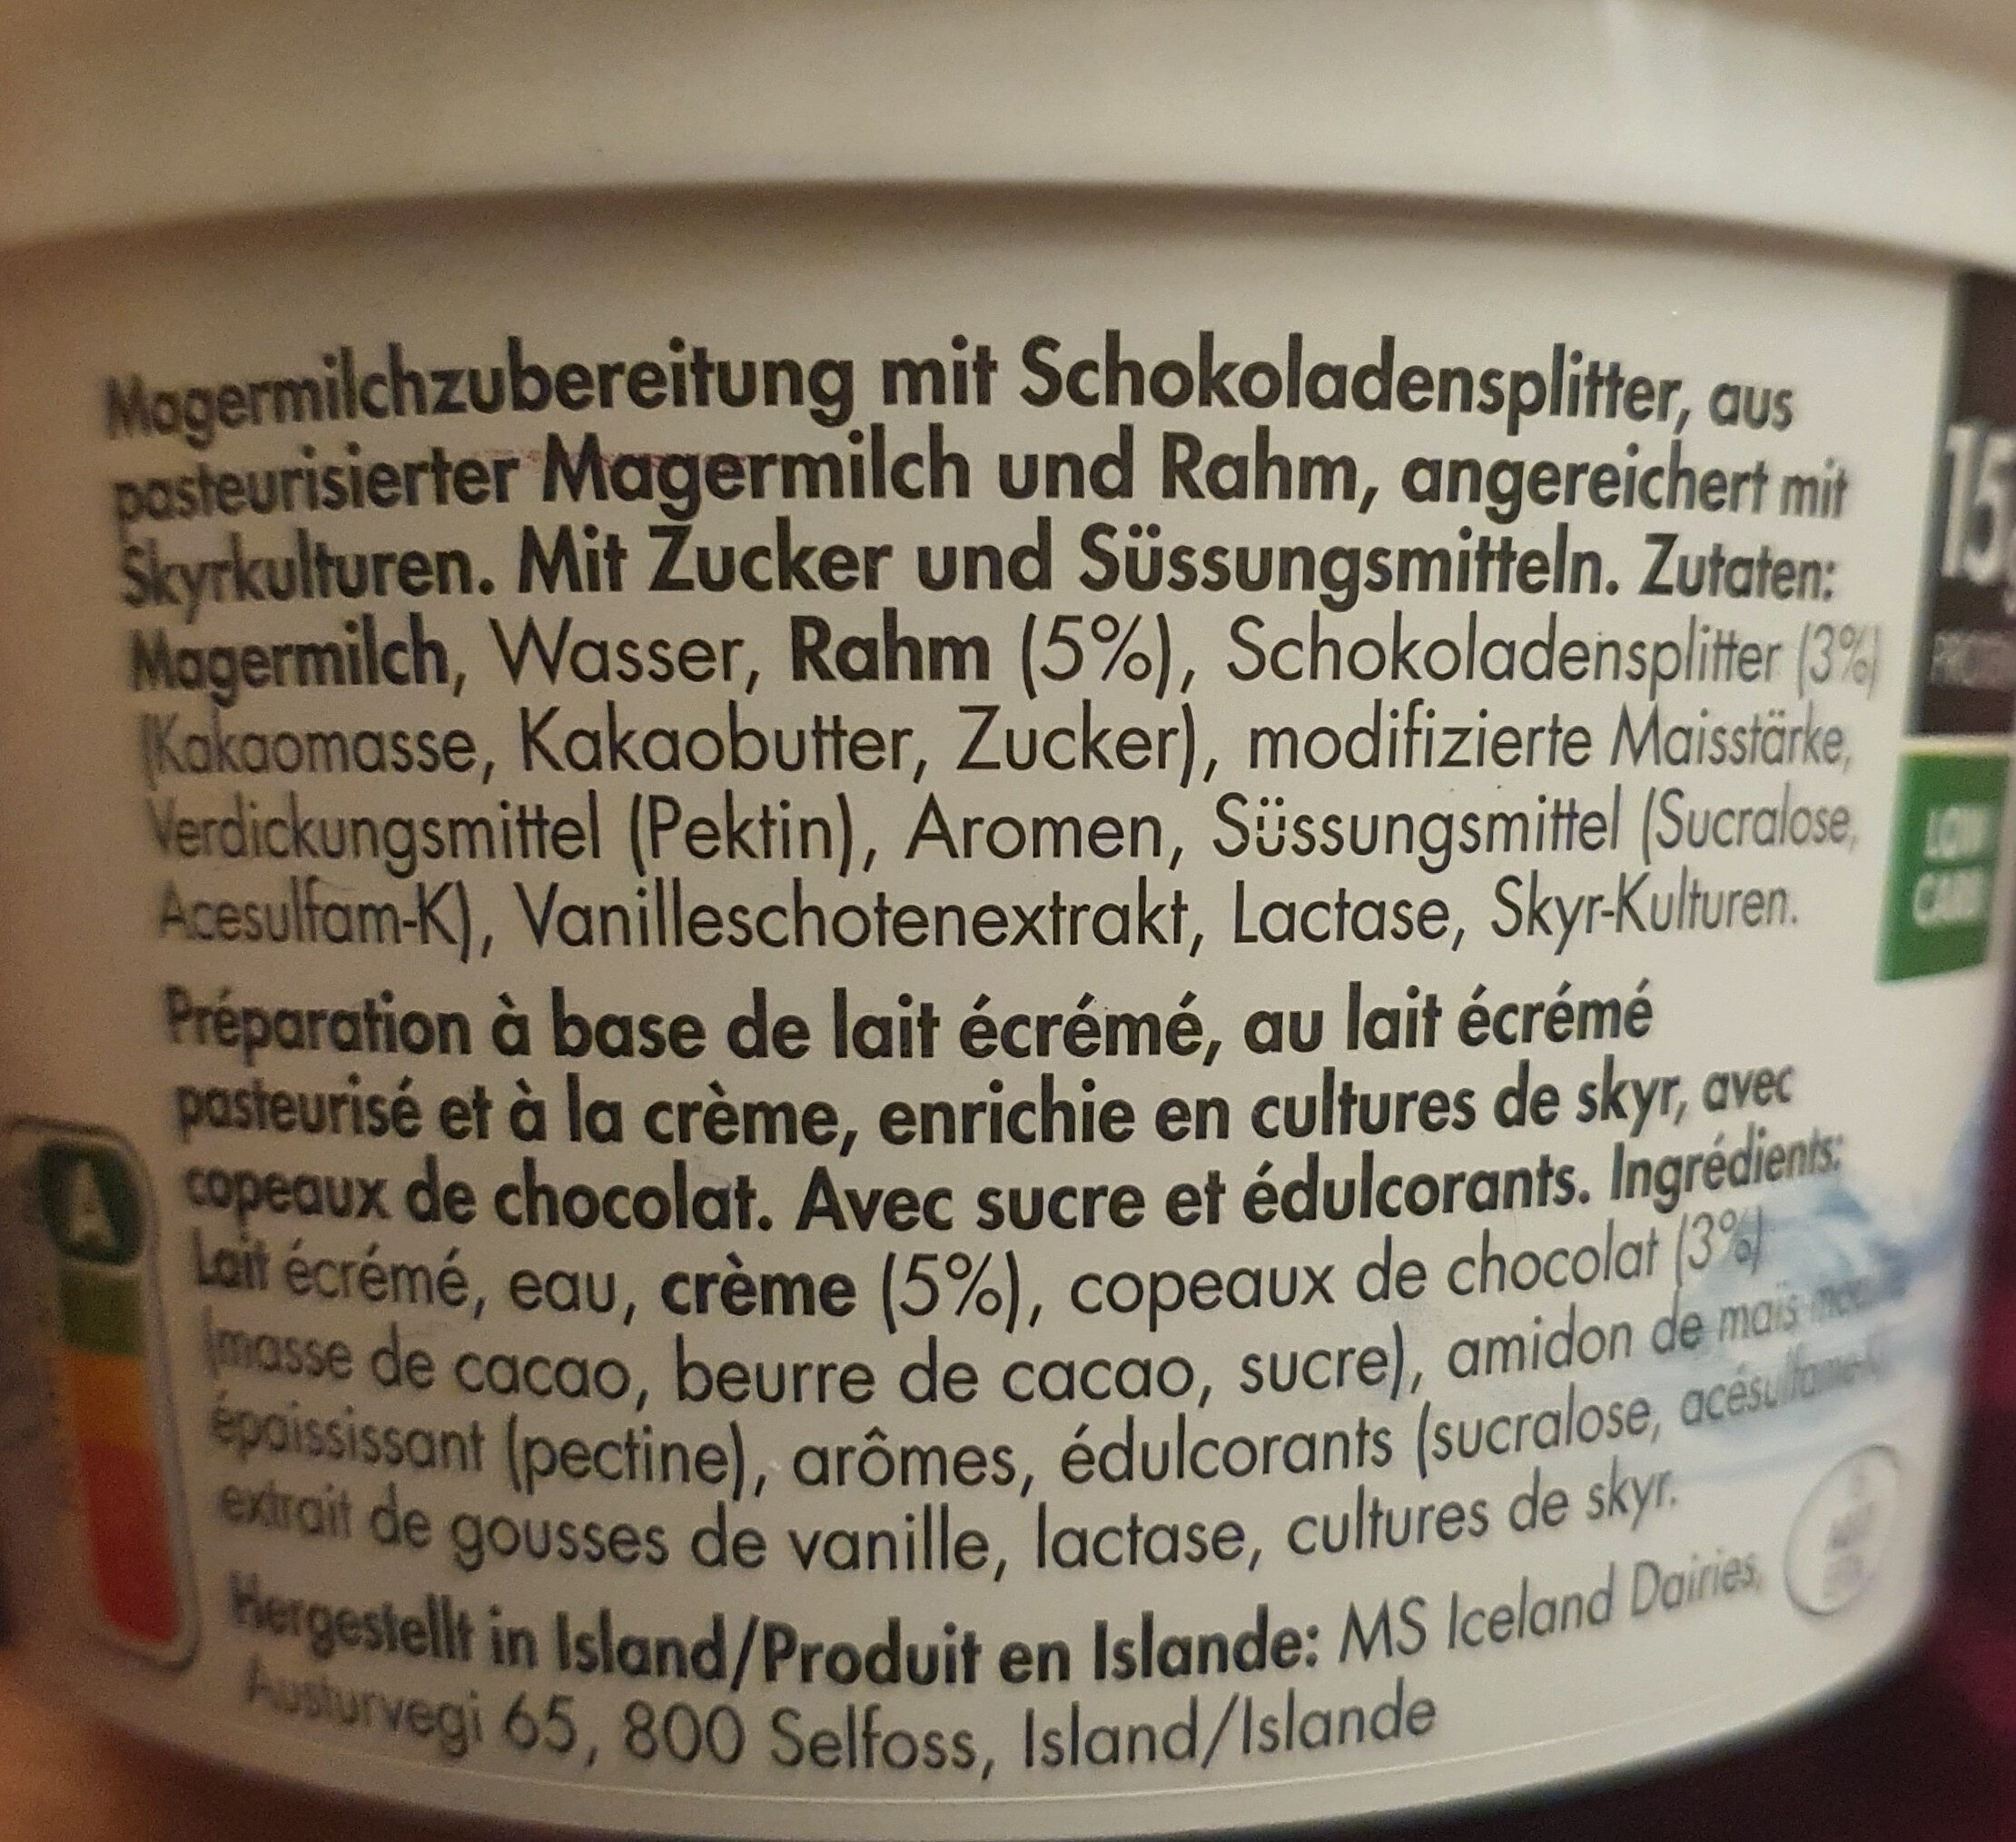 Magermilchzubereitung mit Schokoladensplitter, aus
pasteurisierter Magermilch und Rahm, angereichert mit
Skyrkulturen. Mit Zucker und Süssungsmitteln. Zutaten:
Magermilch, Wasser, Rahm (5%), Schokoladensplitter (3%)
(Kakaomasse, Kakaobutter, Zucker), modifizierte Maisstärke,
Verdickungsmittel (Pektin), Aromen, Süssungsmittel (Sucralose,
Acesulfam-K), Vanilleschotenextrakt, Lactase, Skyr-Kulturen.
Préparation à base de lait écrémé, au lait écrémé
pasteurisé et à la crème, enrichie en cultures de skyr, avec
copeaux de chocolat. Avec sucre et édulcorants. Ingrédients:
Lait écrémé, eau, crème (5%), copeaux de chocolat (3%)
(masse de cacao, beurre de cacao, sucre), amidon de maïs
épaississant (pectine), arômes, édulcorants (sucralose,
extrait de gousses de vanille, lactase, cultures de skyr.
Hergestellt in Island/Produit en Islande: MS Iceland Dairies,
Austurvegi 65, 800 Selfoss, Island/Islande
A
15
LOW
CARB